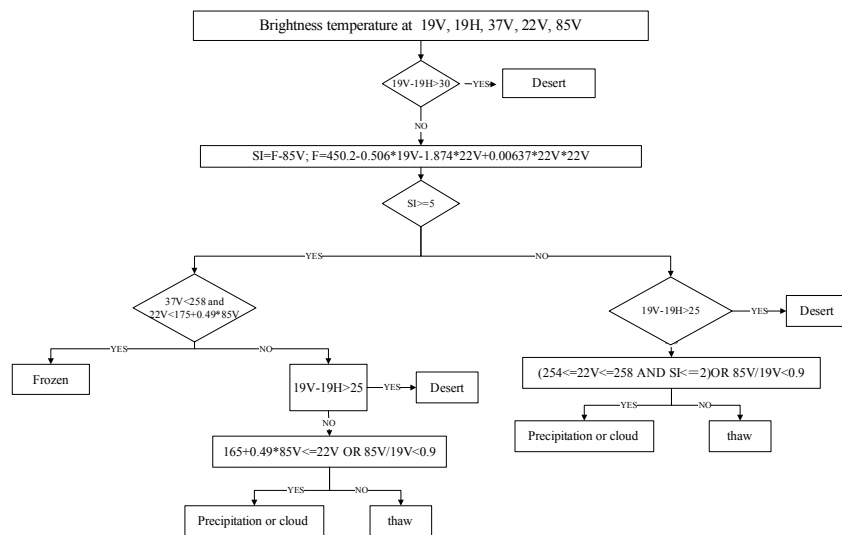 Brightness temperature at 19V, 19H, 37V, 22V, 85V
19V-19H>30
YES
Desert
NO
SI=F-85V; F=450.2-0.506*19V-1.874*22V+0.00637*22V*22V
SI>=5
YES
NO
37V<258 and
22V<175+0.49*85V
19V-19H>25
YES
Desert
YES
NO
Frozen
19V-19H>25
YES
Desert
(254<=22V<=258 AND SI<=2)OR 85V/19V<0.9
YES
NO
Precipitation or cloud
thaw
NO
165+0.49*85V<=22V OR 85V/19V<0.9
YES
NO
Precipitation or cloud
thaw